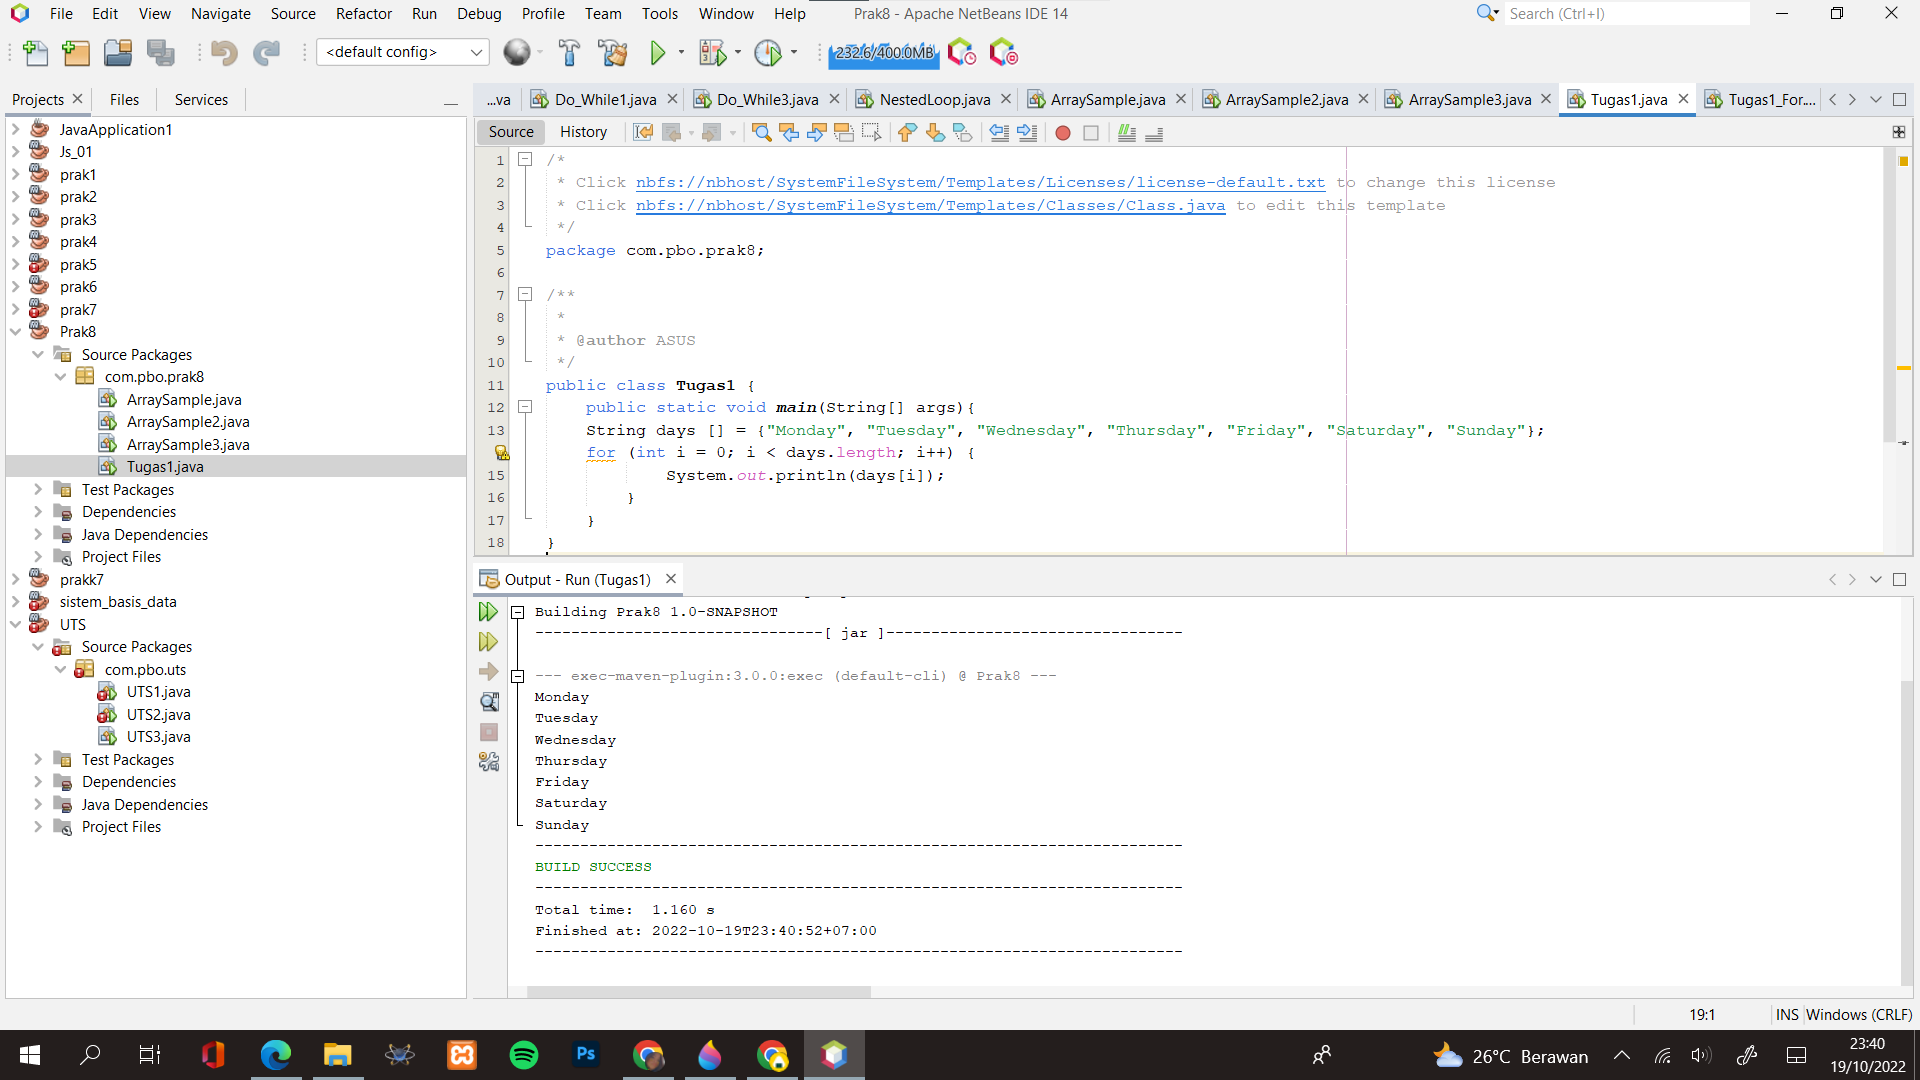 File Edit View Navigate Source Refactor Run Debug Profile Team Tools Window Help Prak8 - Apache NetBeans IDE 14 Search (Ctrl+I)
<default config> 232.6/400.0MB
Projects Files Services
...va Do_While1.java Do_While3.java NestedLoop.java ArraySample.java ArraySample2.java ArraySample3.java Tugas1.java Tugas1_For....
Source History
JavaApplication1
Js_01
prak1
prak2
prak3
prak4
prak5
prak6
prak7
Prak8
Source Packages
com.pbo.prak8
ArraySample.java
ArraySample2.java
ArraySample3.java
Tugas1.java
Test Packages
Dependencies
Java Dependencies
Project Files
prakk7
sistem_basis_data
UTS
Source Packages
com.pbo.uts
UTS1.java
UTS2.java
UTS3.java
Test Packages
Dependencies
Java Dependencies
Project Files
1 /*
2 * Click nbfs://nbhost/SystemFileSystem/Templates/Licenses/license-default.txt to change this license
3 * Click nbfs://nbhost/SystemFileSystem/Templates/Classes/Class.java to edit this template
4 */
5 package com.pbo.prak8;
6
7 /**
8 *
9 * @author ASUS
10 */
11 public class Tugas1 {
12 public static void main(String[] args){
13 String days [] = {"Monday", "Tuesday", "Wednesday", "Thursday", "Friday", "Saturday", "Sunday"};
for (int i = 0; i < days.length; i++) {
15 System.out.println(days[i]);
16 }
17 }
18 }
Output - Run (Tugas1)
Building Prak8 1.0-SNAPSHOT
--------------------------------[ jar ]---------------------------------
--- exec-maven-plugin:3.0.0:exec (default-cli) @ Prak8 ---
Monday
Tuesday
Wednesday
Thursday
Friday
Saturday
Sunday
------------------------------------------------------------------------
BUILD SUCCESS
------------------------------------------------------------------------
Total time: 1.160 s
Finished at: 2022-10-19T23:40:52+07:00
------------------------------------------------------------------------
19:1 INS Windows (CRLF)
Ps
26°C Berawan
23:40
19/10/2022